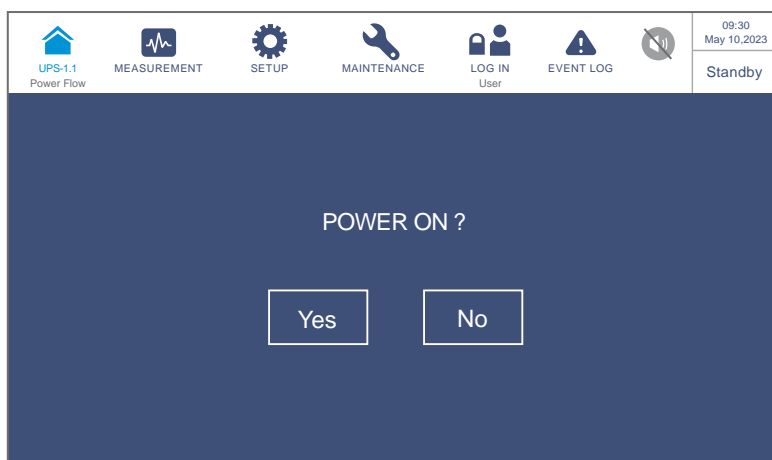 UPS-1.1
Power Flow
MEASUREMENT
SETUP
MAINTENANCE
LOG IN
User
EVENT LOG
09:30
May 10,2023
Standby
POWER ON ?
Yes
No